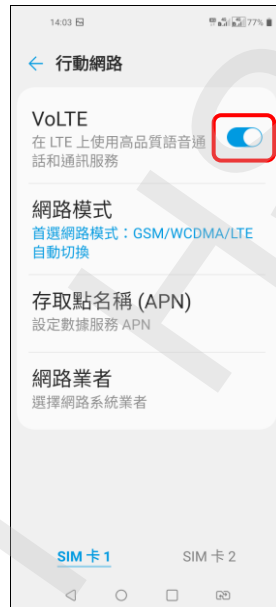 14:03
77%
行動網路
VoLTE
在 LTE 上使用高品質語音通
話和通訊服務
網路模式
首選網路模式：GSM/WCDMA/LTE
自動切換
存取點名稱 (APN)
設定數據服務 APN
網路業者
選擇網路系統業者
SIM 卡 1
SIM 卡 2